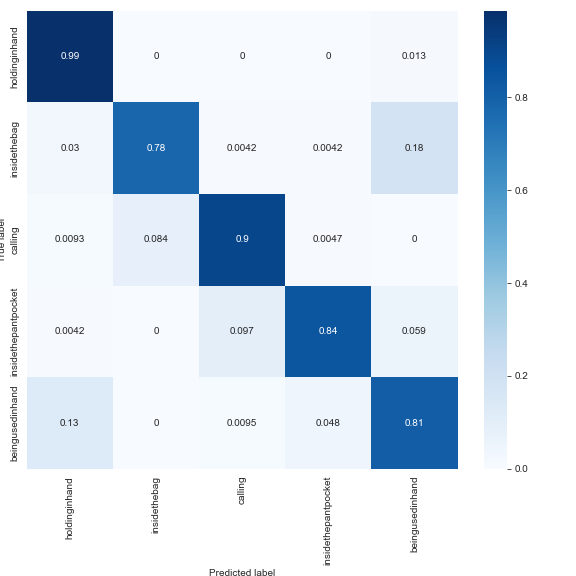 holdinginhand 0.99 0 0 0 0.013
insidethebag 0.03 0.78 0.0042 0.0042 0.18
True label
calling 0.0093 0.084 0.9 0.0047 0
insidethepantpocket 0.0042 0 0.097 0.84 0.059
beingusedinhand 0.13 0 0.0095 0.048 0.81
holdinginhand insidethebag calling insidethepantpocket beingusedinhand
Predicted label
0.8
0.6
0.4
0.2
0.0